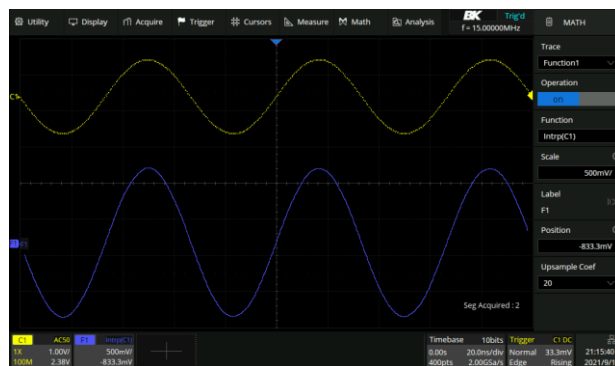 Utility Display Acquire Trigger Cursors Measure Math Analysis BK Trig'd MATH
f = 15.00000MHz
Trace
Function1
Operation
on
Function
Intrp(C1)
Scale
500mV/
Label
F1
Position
-833.3mV
Upsample Coef
20
C1
F1
Seg Acquired : 2
C1 AC50 F1 Intrp(C1) Timebase 10bits Trigger C1 DC
1X 1.00V/ 500mV/ 0.00s 20.0ns/div Normal 33.3mV 21:15:40
100M 2.38V -833.3mV 400pts 2.00GSa/s Edge Rising